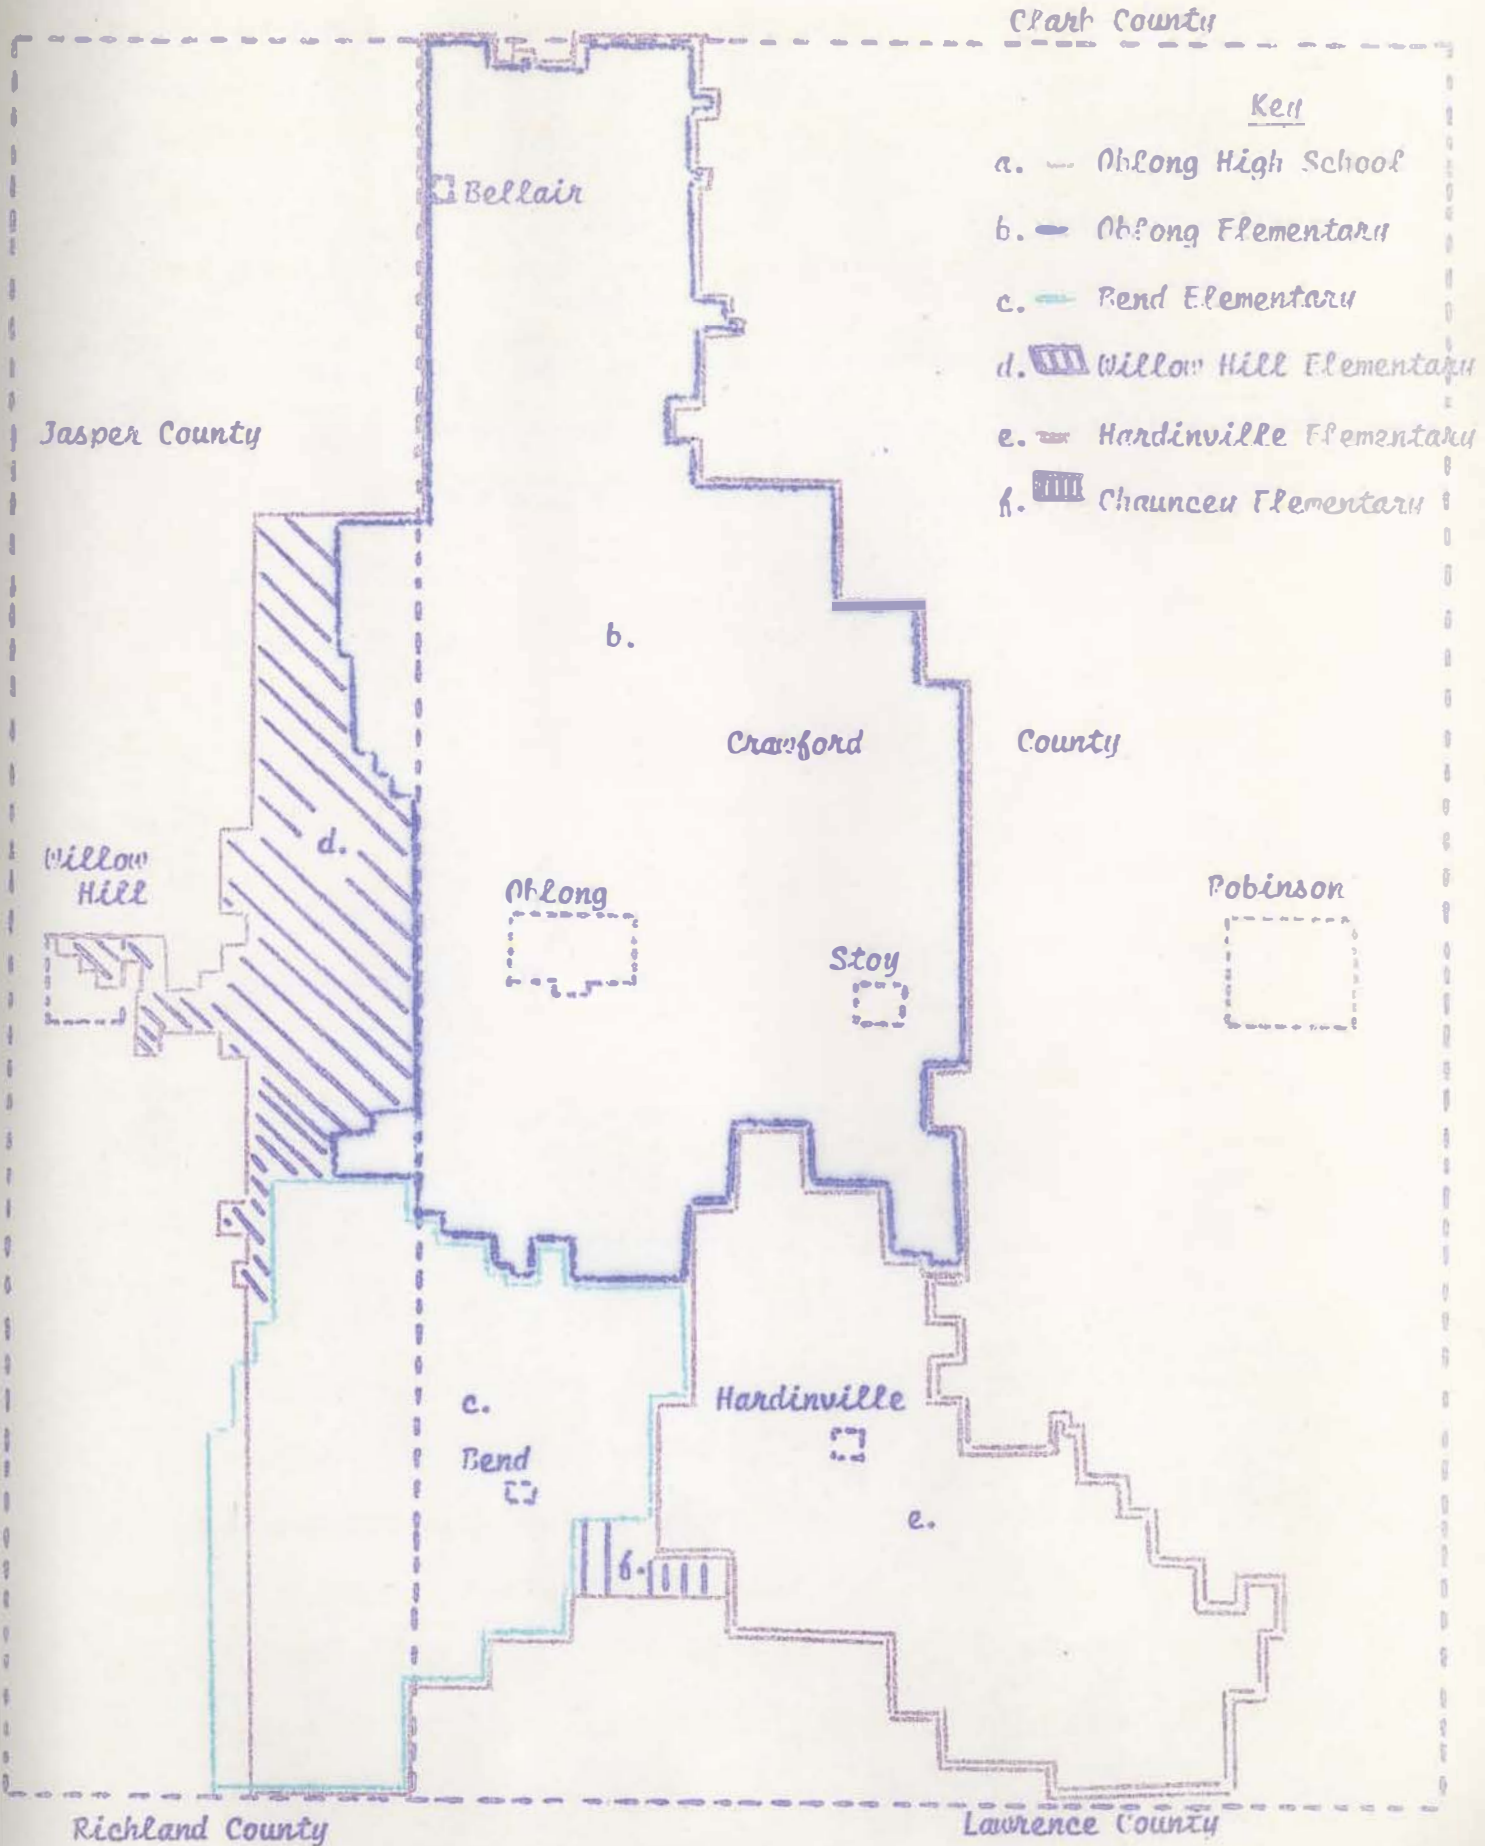 Clark County
Key
a. Oblong High School
b. Oblong Elementary
c. Bend Elementary
d. Willow Hill Elementary
e. Hardinville Elementary
f. Chauncey Elementary
Bellair
Jasper County
b.
Crawford County
d.
Willow
Hill
Oblong
Robinson
Stoy
c.
Hardinville
Bend
e.
f.
Richland County
Lawrence County